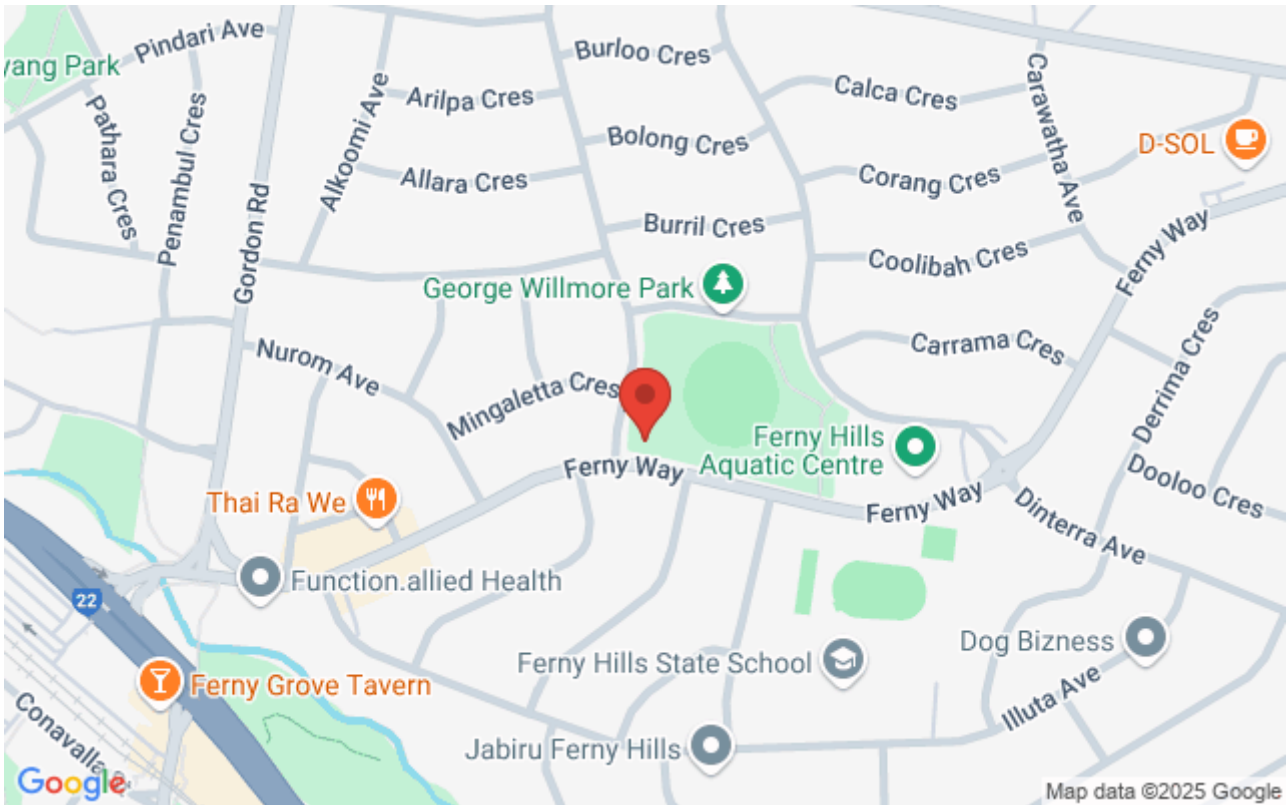 Pindari Ave
yang Park
Burloo Cres
Calca Cres
Carawatha Ave
Arilpa Cres
Alkoomi Ave
Pathara Cres
Penambul Cres
Bolong Cres
D-SOL
Allara Cres
Corang Cres
Gordon Rd
Burril Cres
Ferny Way
Coolibah Cres
George Willmore Park
Nurom Ave
Carrama Cres
Derrima Cres
Mingaletta Cres
Ferny Hills
Aquatic Centre
Ferny Way
Dooloo Cres
Thai Ra We
Ferny Way
Dinterra Ave
Function.allied Health
22
Dog Bizness
Ferny Hills State School
Ferny Grove Tavern
Illuta Ave
Conavalla
Jabiru Ferny Hills
Google
Map data ©2025 Google